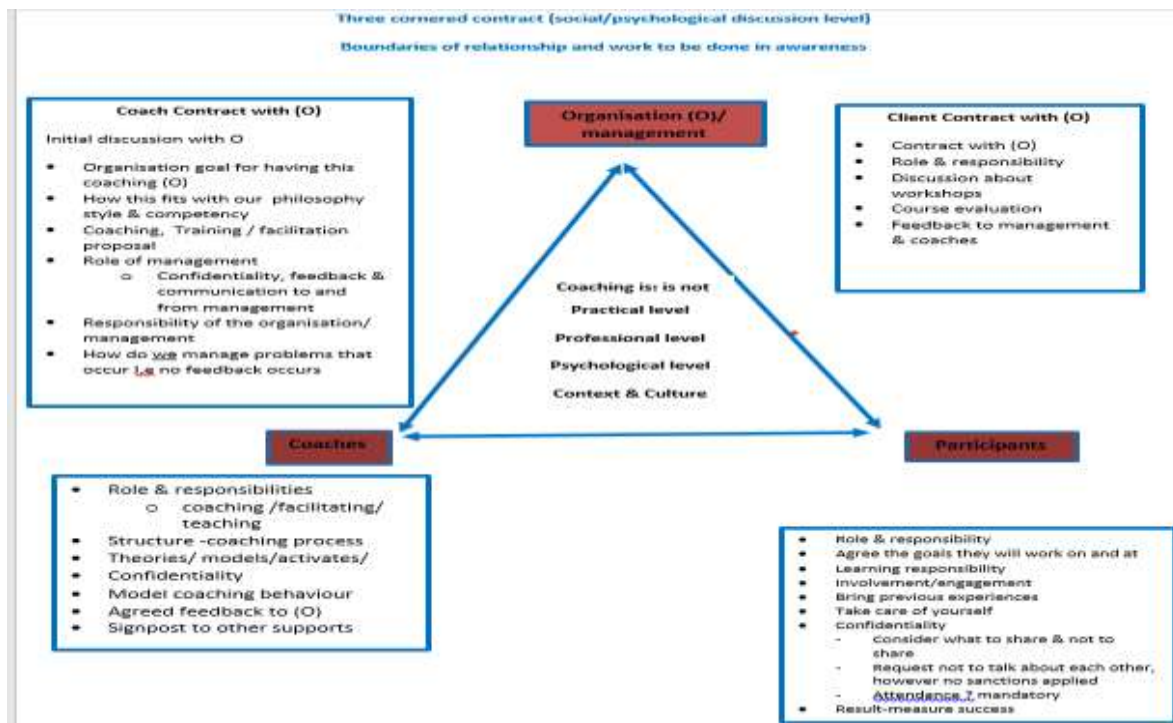 Three cornered contract (social/psychological discussion level)
Boundaries of relationship and work to be done in awareness
Coach Contract with (O)
Initial discussion with O
• Organisation goal for having this
coaching (O)
• How this fits with our philosophy
style & competency
• Coaching, Training / facilitation
proposal
• Role of management
o Confidentiality, feedback &
communication to and
from management
• Responsibility of the organisation/
management
• How do we manage problems that
occur i.e no feedback occurs
Organisation (O)/
management
Client Contract with (O)
• Contract with (O)
• Role & responsibility
• Discussion about
workshops
• Course evaluation
• Feedback to management
& coaches
Coaching is: is not
Practical level
Professional level
Psychological level
Context & Culture
Coaches
Participants
• Role & responsibilities
o coaching /facilitating/
teaching
• Structure -coaching process
• Theories/ models/activates/
• Confidentiality
• Model coaching behaviour
• Agreed feedback to (O)
• Signpost to other supports
• Role & responsibility
• Agree the goals they will work on and at
• Learning responsibility
• Involvement/engagement
• Bring previous experiences
• Take care of yourself
• Confidentiality
- Consider what to share & not to
share
- Request not to talk about each other,
however no sanctions applied
- Attendance ? mandatory
• Result-measure success